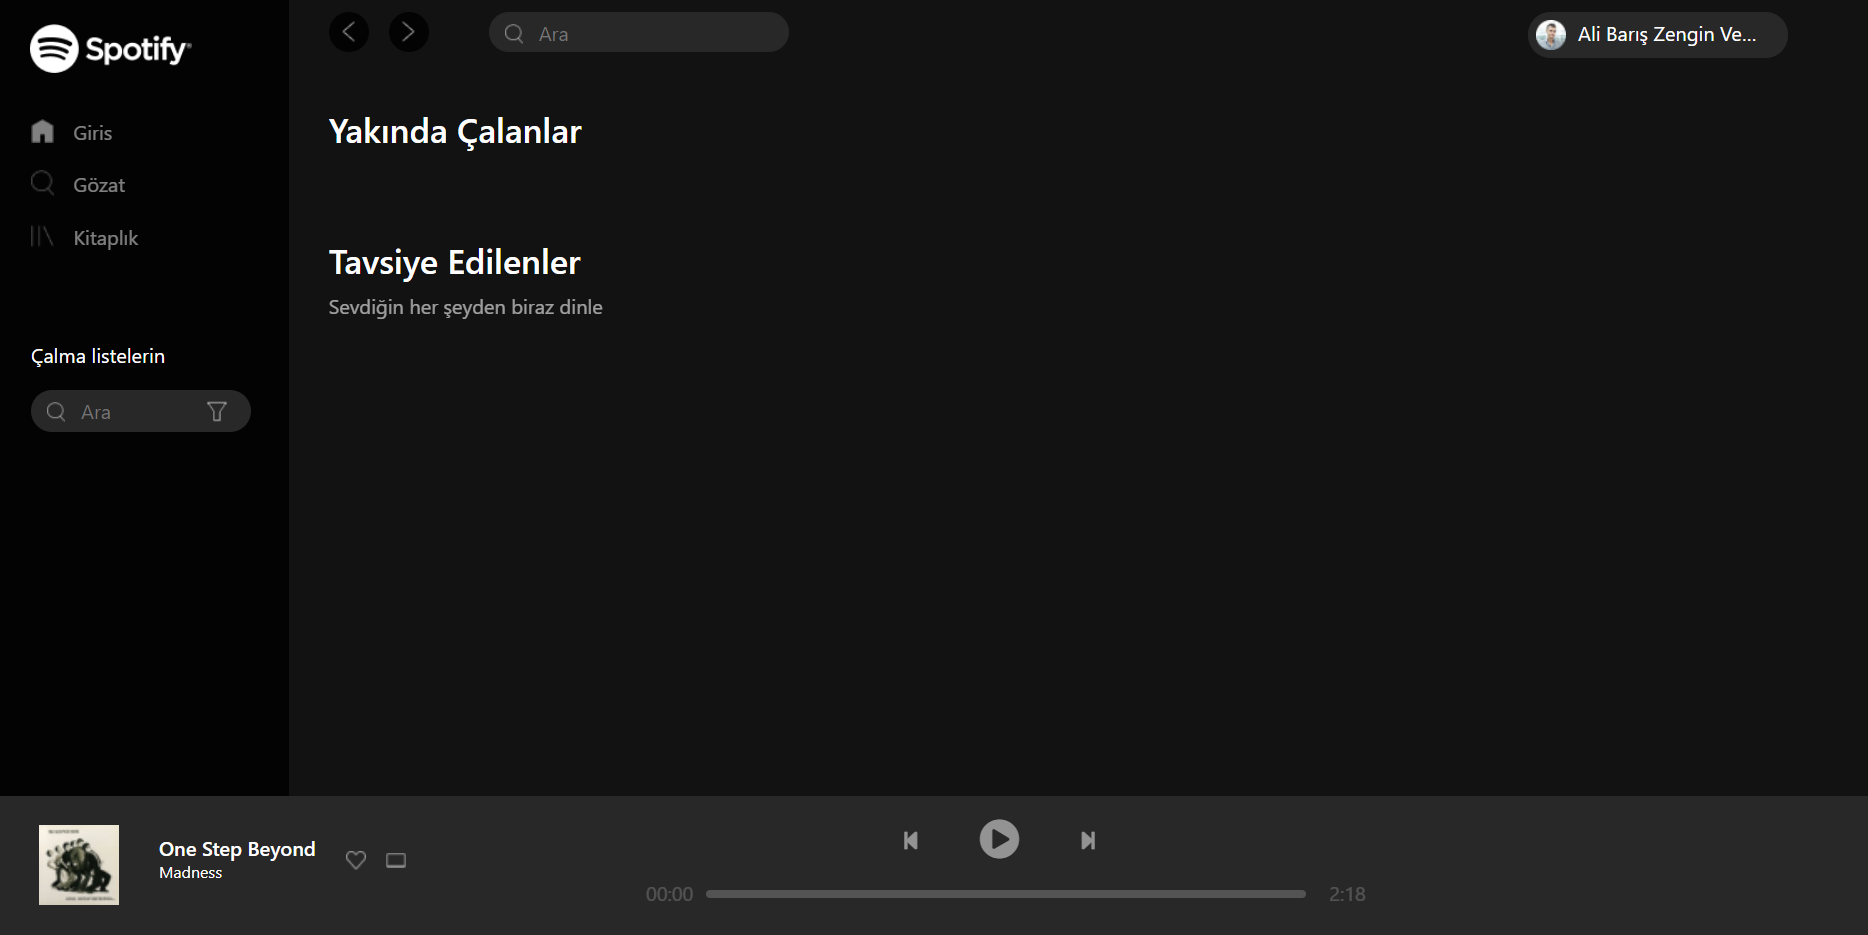 Spotify
Giris
Gözat
Kitaplık
Çalma listelerin
Ara
Ara
Ali Barış Zengin Ve...
Yakında Çalanlar
Tavsiye Edilenler
Sevdiğin her şeyden biraz dinle
One Step Beyond
Madness
00:00
2:18